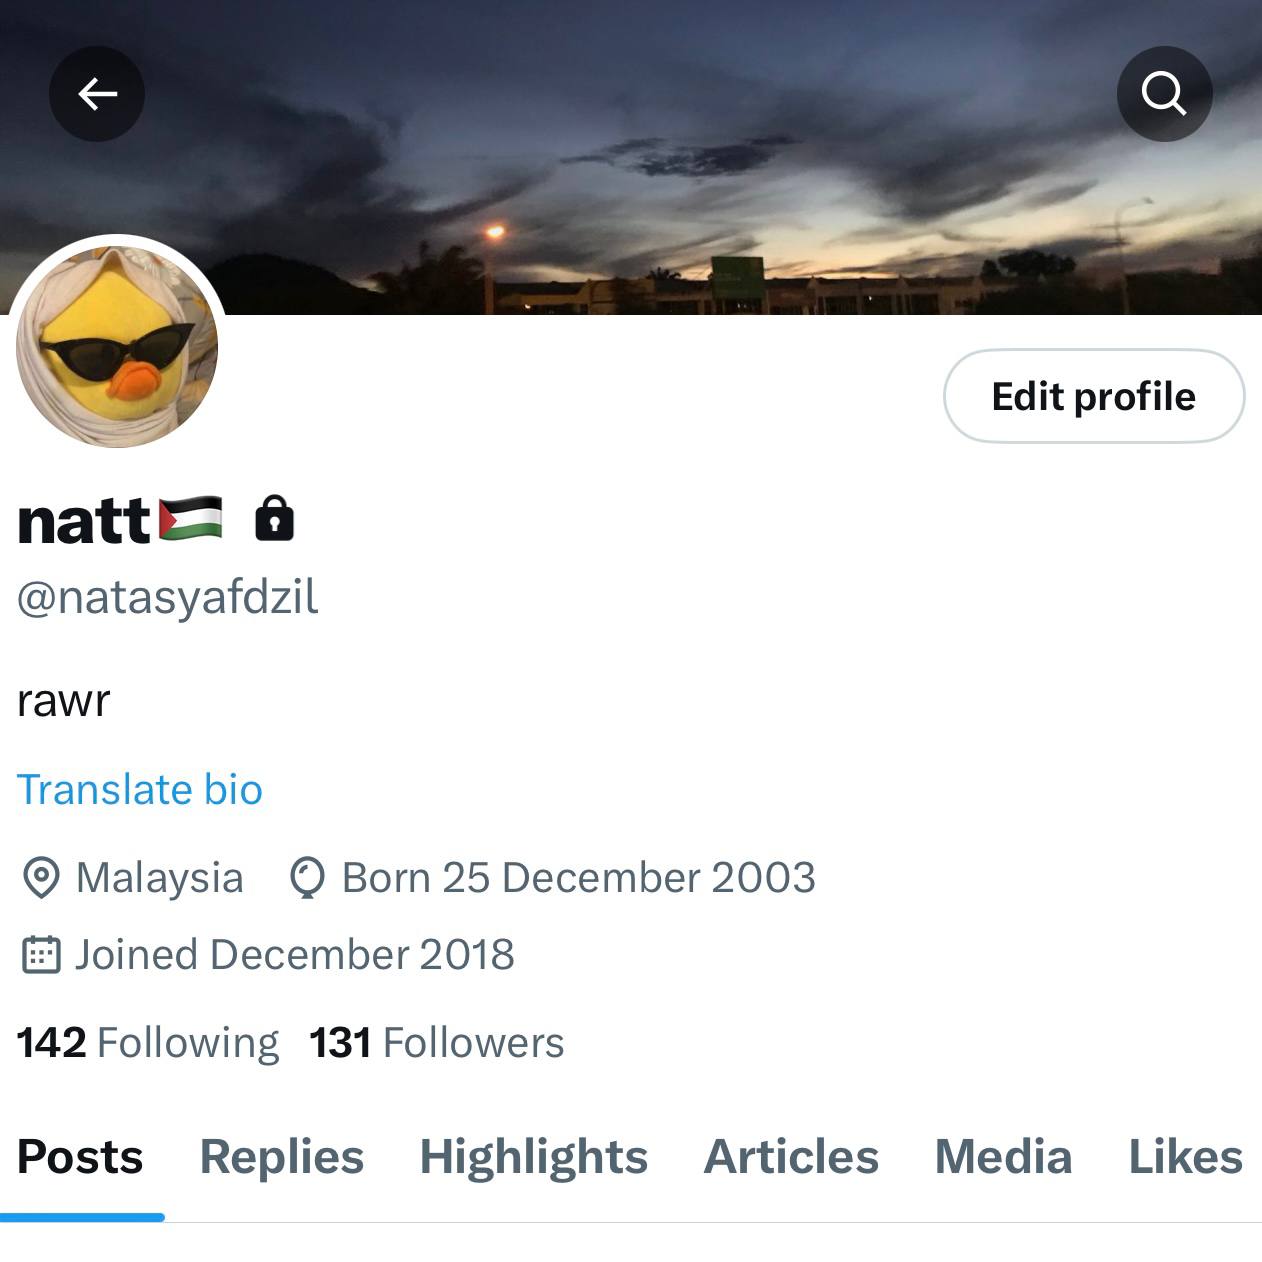 Edit profile
natt🇵🇸
@natasyafdzil
rawr
Translate bio
Malaysia Born 25 December 2003
Joined December 2018
142 Following 131 Followers
Posts Replies Highlights Articles Media Likes